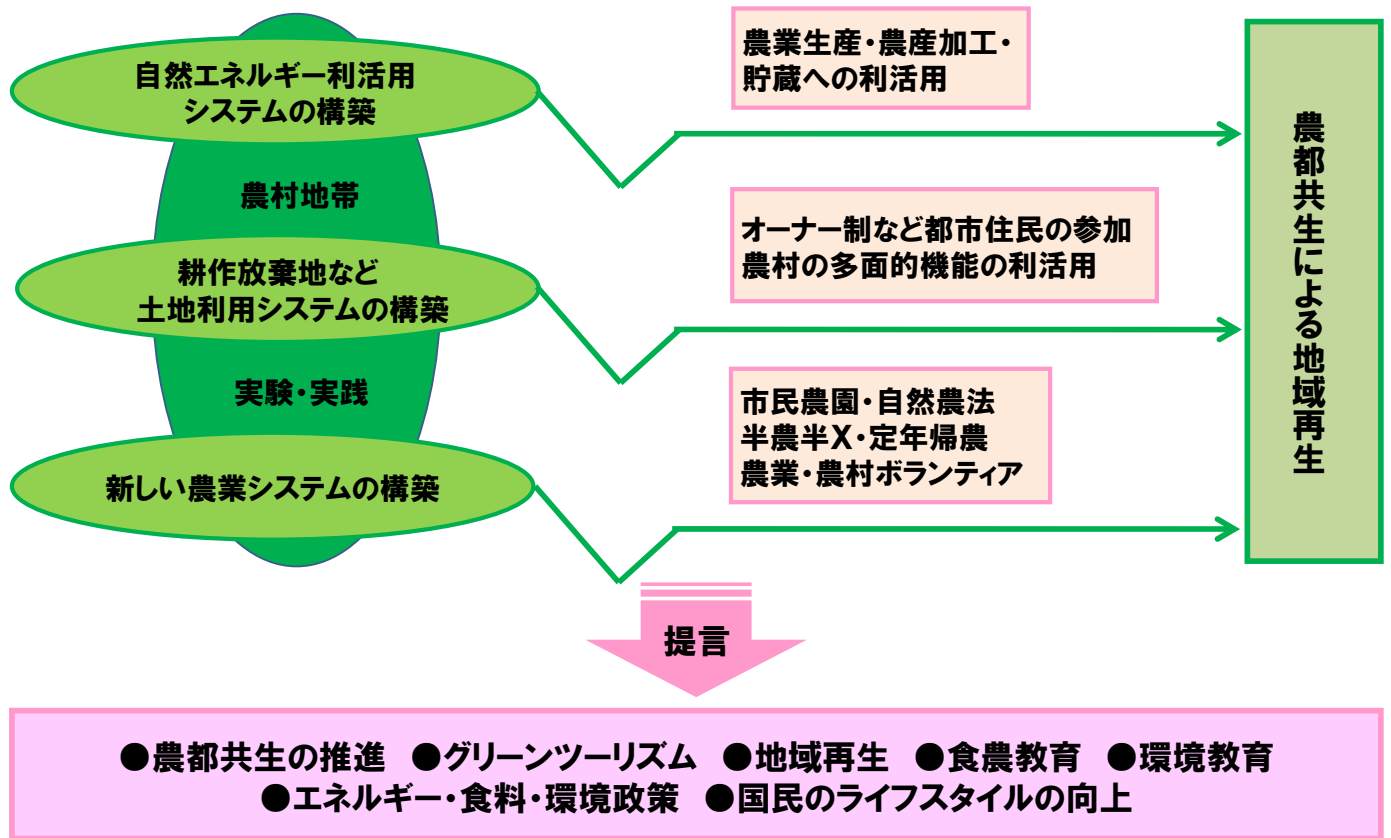 自然エネルギー利活用
システムの構築
農村地帯
耕作放棄地など
土地利用システムの構築
実験・実践
新しい農業システムの構築
農業生産・農産加工・
貯蔵への利活用
オーナー制など都市住民の参加
農村の多面的機能の利活用
市民農園・自然農法
半農半X・定年帰農
農業・農村ボランティア
農都共生による地域再生
提言
●農都共生の推進 ●グリーンツーリズム ●地域再生 ●食農教育 ●環境教育
●エネルギー・食料・環境政策 ●国民のライフスタイルの向上